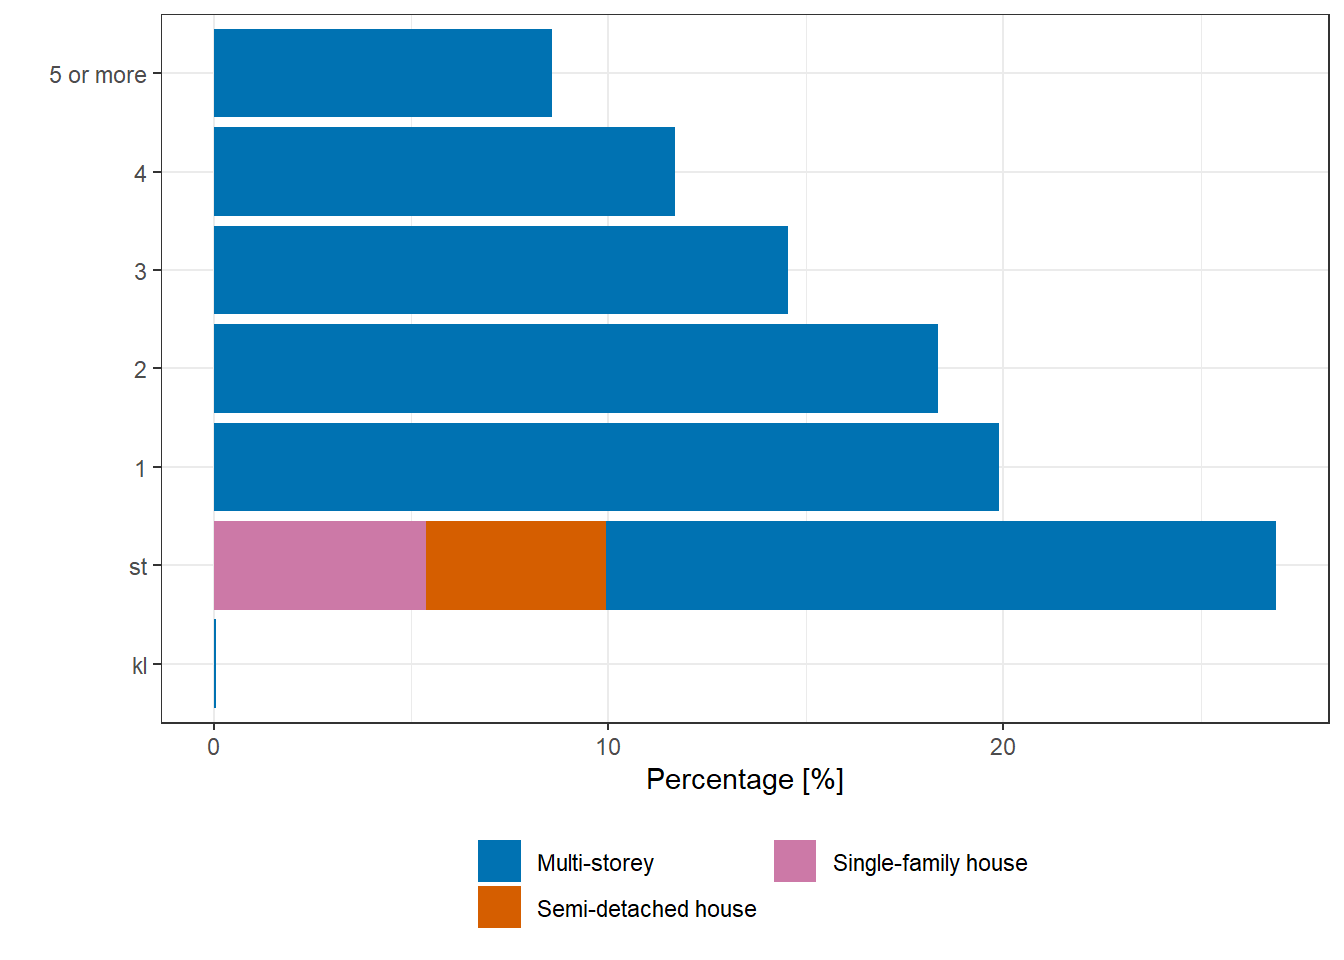 5 or more
4
3
2
1
st
kl
0 10 20
Percentage [%]
Multi-storey Single-family house
Semi-detached house